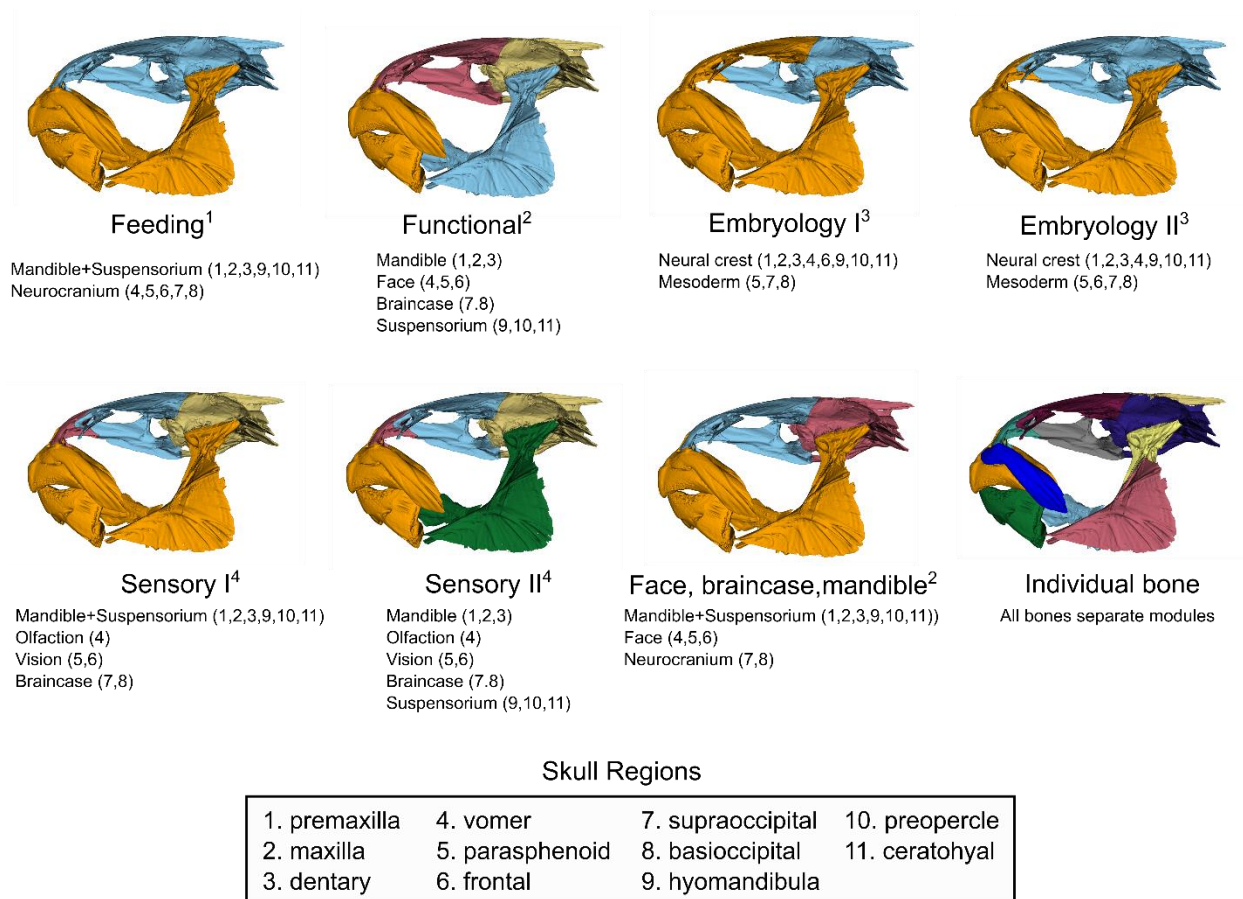 Feeding1
Mandible+Suspensorium (1,2,3,9,10,11)
Neurocranium (4,5,6,7,8)
Functional2
Mandible (1,2,3)
Face (4,5,6)
Braincase (7.8)
Suspensorium (9,10,11)
Embryology I3
Neural crest (1,2,3,4,6,9,10,11)
Mesoderm (5,7,8)
Embryology II3
Neural crest (1,2,3,4,9,10,11)
Mesoderm (5,6,7,8)
Sensory I4
Mandible+Suspensorium (1,2,3,9,10,11)
Olfaction (4)
Vision (5,6)
Braincase (7,8)
Sensory II4
Mandible (1,2,3)
Olfaction (4)
Vision (5,6)
Braincase (7.8)
Suspensorium (9,10,11)
Face, braincase,mandible2
Mandible+Suspensorium (1,2,3,9,10,11))
Face (4,5,6)
Neurocranium (7,8)
Individual bone
All bones separate modules
Skull Regions
1. premaxilla 4. vomer 7. supraoccipital 10. preopercle
2. maxilla 5. parasphenoid 8. basioccipital 11. ceratohyal
3. dentary 6. frontal 9. hyomandibula